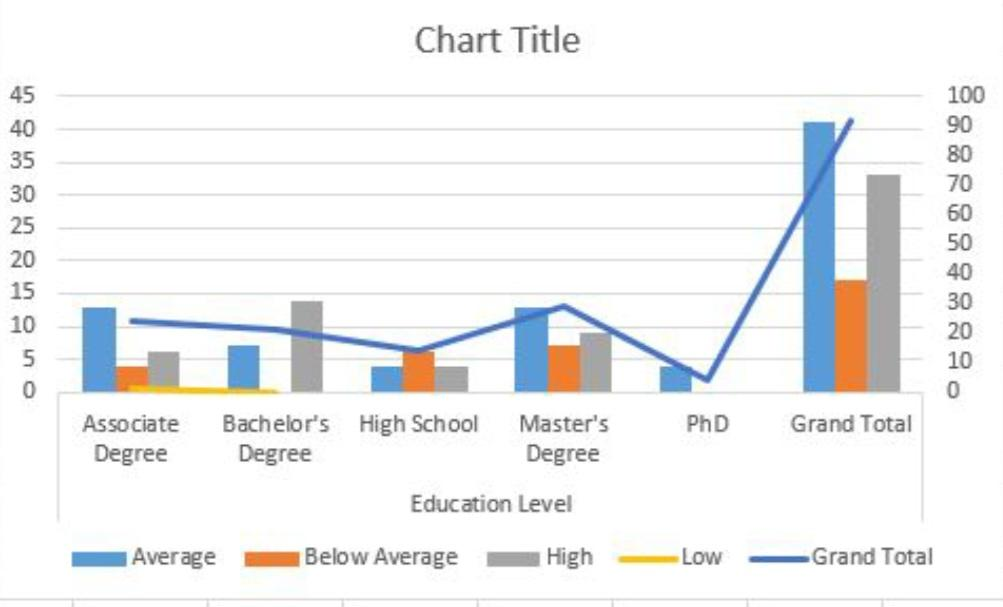 Chart Title
45
40
35
30
25
20
15
10
5
0
100
90
80
70
60
50
40
30
20
10
0
Associate Degree
Bachelor's Degree
High School
Master's Degree
PhD
Grand Total
Education Level
Average
Below Average
High
Low
Grand Total